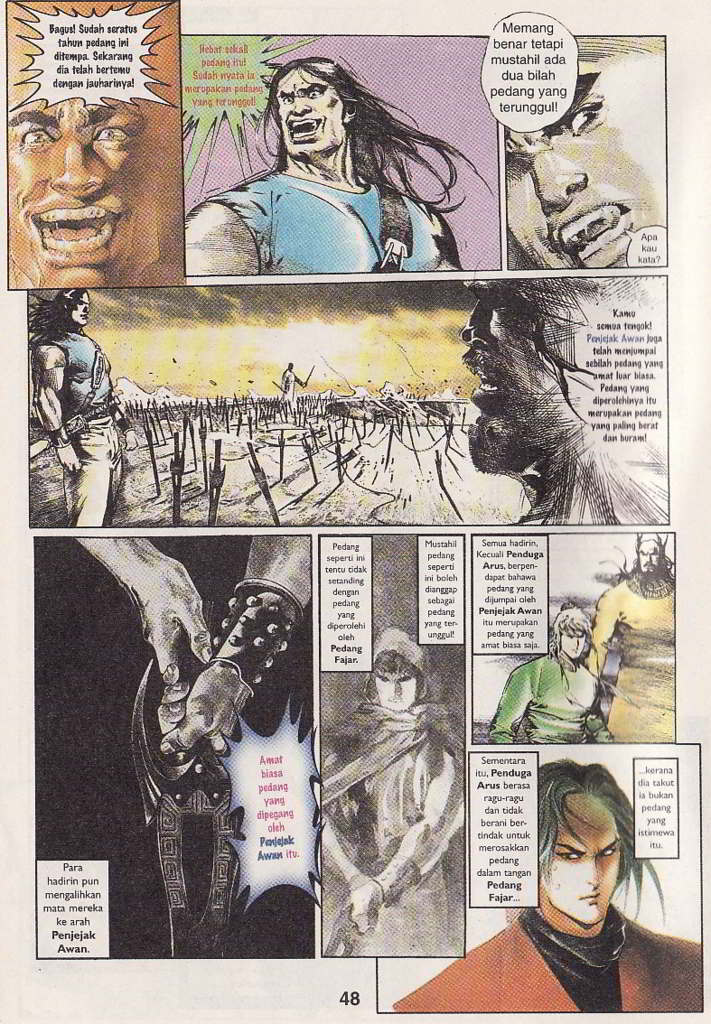 Bagus! Sudah seratus
tahun pedang ini
ditempa. Sekarang
dia telah bertemu
dengan jauharinya!
Hebat sekali
pedang itu!
Sudah nyata ia
merupakan pedang
yang terunggul!
Memang
benar tetapi
mustahil ada
dua bilah
pedang yang
terunggul!
Apa
kau
kata?
Kamu
semua tengok!
Penjejak Awan
juga
telah menjumpai
sebilah pedang yang
amat luar biasa.
Pedang yang
diperolehinya itu
merupakan pedang
yang paling berat
dan buram!
Amat
biasa
pedang
yang
dipegang
oleh
Penjejak
Awan itu.
Para
hadirin pun
mengalihkan
mata mereka
ke arah
Penjejak
Awan.
Pedang
seperti ini
tentu tidak
setanding
dengan
pedang
yang
diperolehi
oleh
Pedang
Fajar.
Mustahil
pedang
seperti
ini boleh
dianggap
sebagai
pedang
yang ter-
unggul!
Semua hadirin,
Kecuali Penduga
Arus, berpen-
dapat bahawa
pedang yang
dijumpai oleh
Penjejak Awan
itu merupakan
pedang yang
amat biasa saja.
Sementara
itu, Penduga
Arus berasa
ragu-ragu
dan tidak
berani ber-
tindak untuk
merosakkan
pedang
dalam tangan
Pedang
Fajar...
...kerana
dia takut
ia bukan
pedang
yang
istimewa
itu.
48